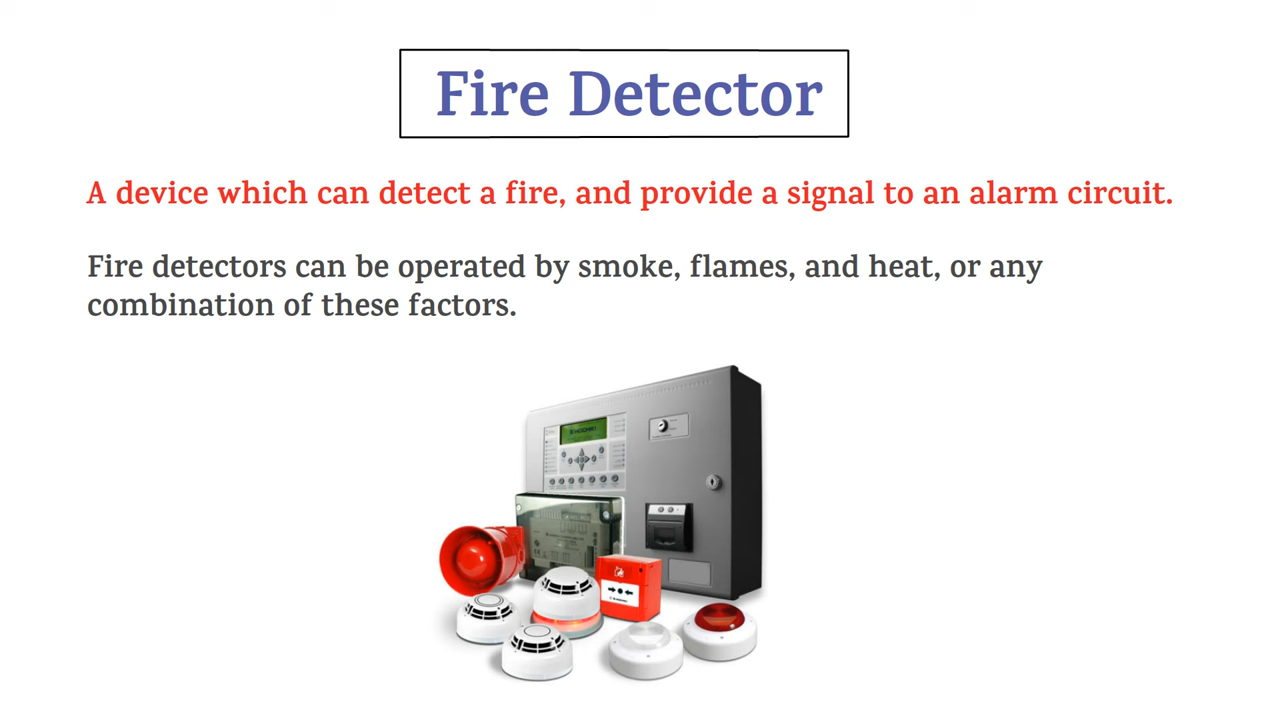 Fire Detector
A device which can detect a fire, and provide a signal to an alarm circuit.
Fire detectors can be operated by smoke, flames, and heat, or any
combination of these factors.